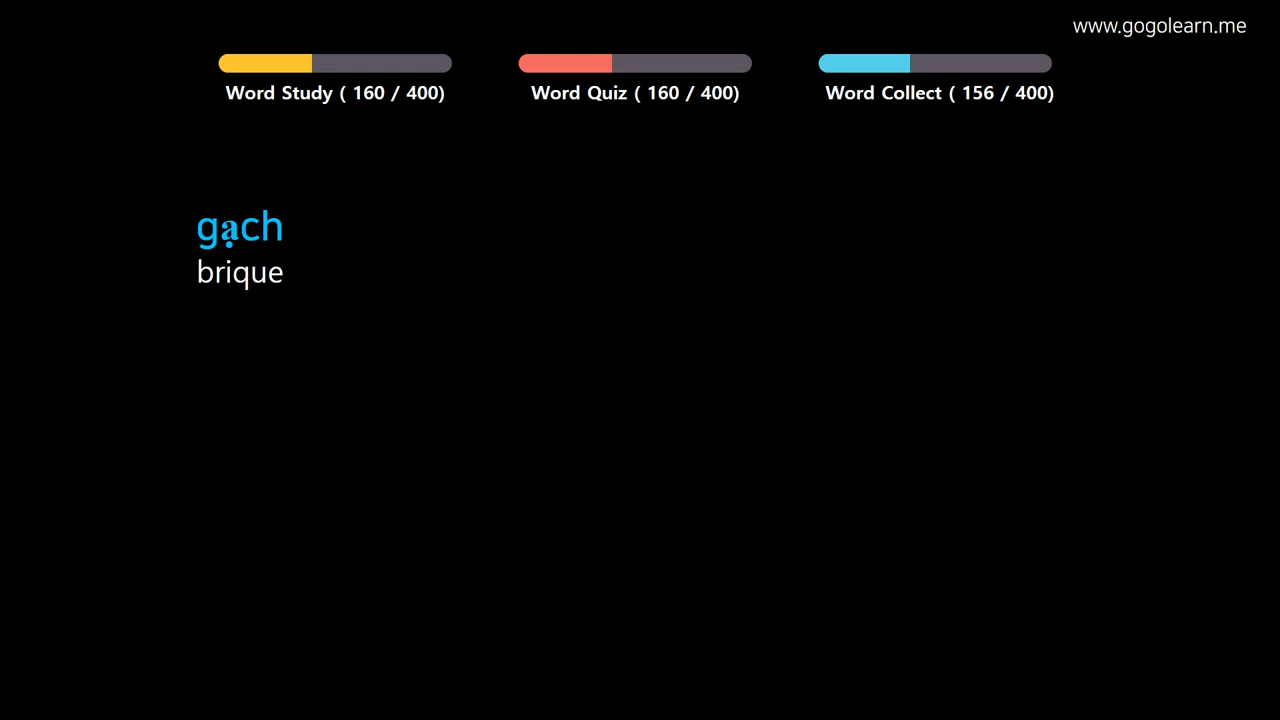 www.gogolearn.me
Word Study ( 160 / 400)
Word Quiz ( 160 / 400)
Word Collect ( 156 / 400)
gạch
brique